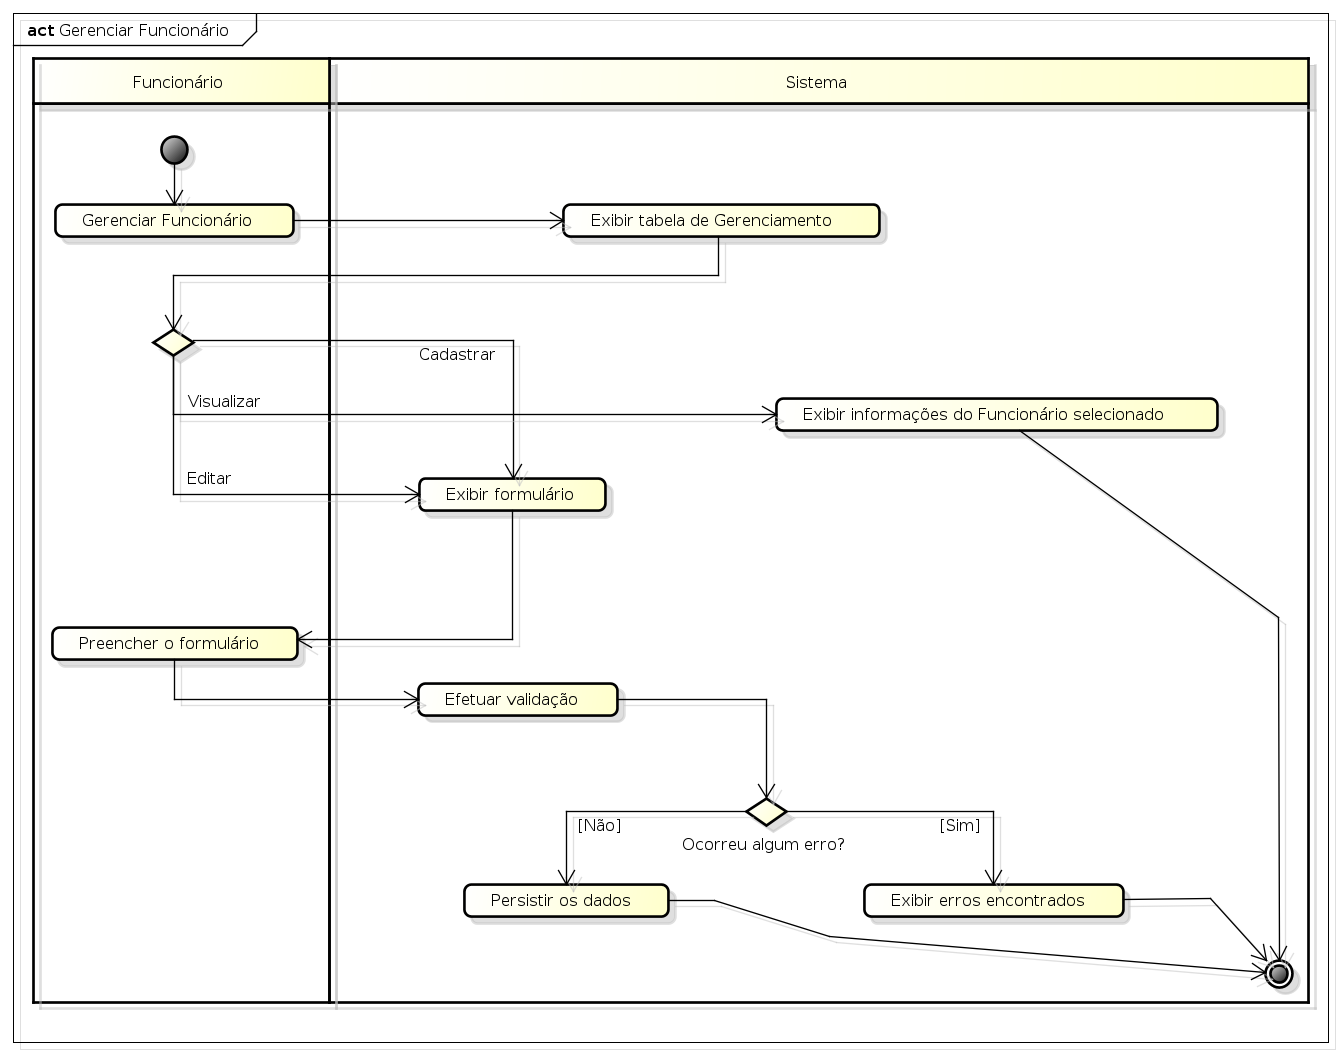 act Gerenciar Funcionário
Funcionário
Sistema
Gerenciar Funcionário
Exibir tabela de Gerenciamento
Cadastrar
Visualizar
Exibir informações do Funcionário selecionado
Editar
Exibir formulário
Preencher o formulário
Efetuar validação
[Não]
[Sim]
Ocorreu algum erro?
Persistir os dados
Exibir erros encontrados